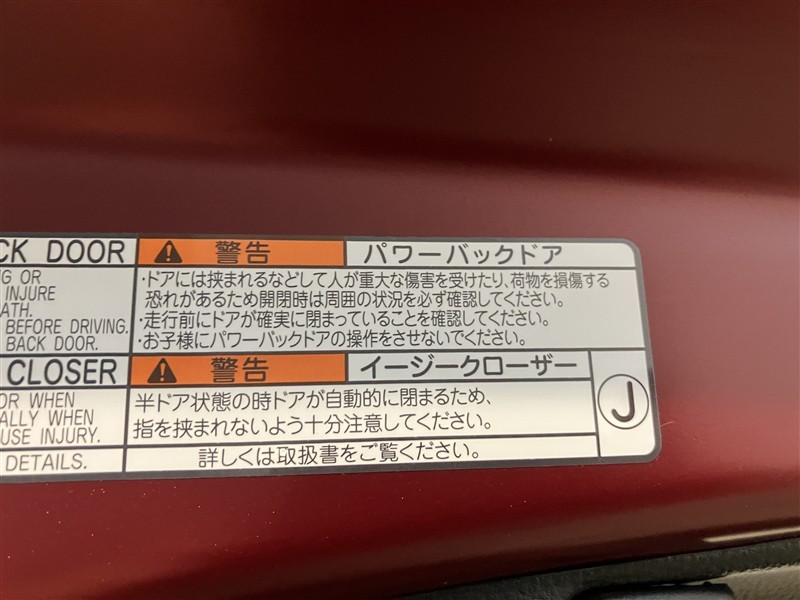 CK DOOR
警告
パワーバックドア
G OR
INJURE
ATH.
BEFORE DRIVING.
BACK DOOR.
・ドアには挟まれるなどして人が重大な傷害を受けたり、荷物を損傷する
恐れがあるため開閉時は周囲の状況を必ず確認してください。
・走行前にドアが確実に閉まっていることを確認してください。
・お子様にパワーバックドアの操作をさせないでください。
CLOSER
警告
イージークローザー
OR WHEN
ALLY WHEN
USE INJURY.
半ドア状態の時ドアが自動的に閉まるため、
指を挟まれないよう十分注意してください。
J
DETAILS.
詳しくは取扱書をご覧ください。